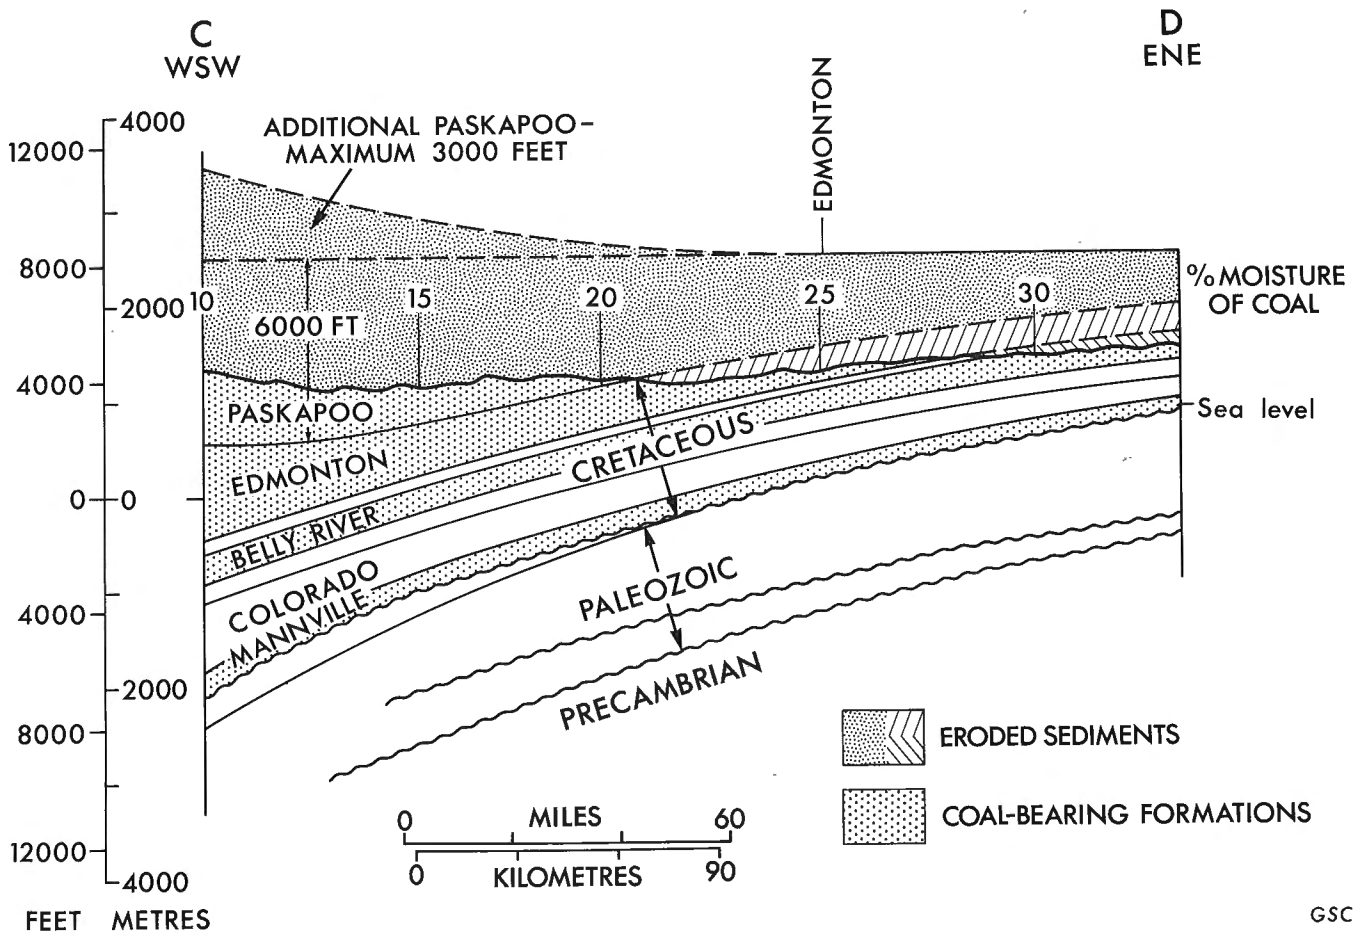 C
WSW
D
ENE
EDMONTON
ADDITIONAL PASKAPOO-
MAXIMUM 3000 FEET
4000
12000
8000
2000
4000
0 0
4000
2000
8000
12000
4000
FEET METRES
10 15 20 25 30
% MOISTURE
OF COAL
6000 FT
Sea level
PASKAPOO
EDMONTON
BELLY RIVER
COLORADO
MANNVILLE
CRETACEOUS
PALEOZOIC
PRECAMBRIAN
ERODED SEDIMENTS
COAL-BEARING FORMATIONS
0 MILES 60
0 KILOMETRES 90
GSC